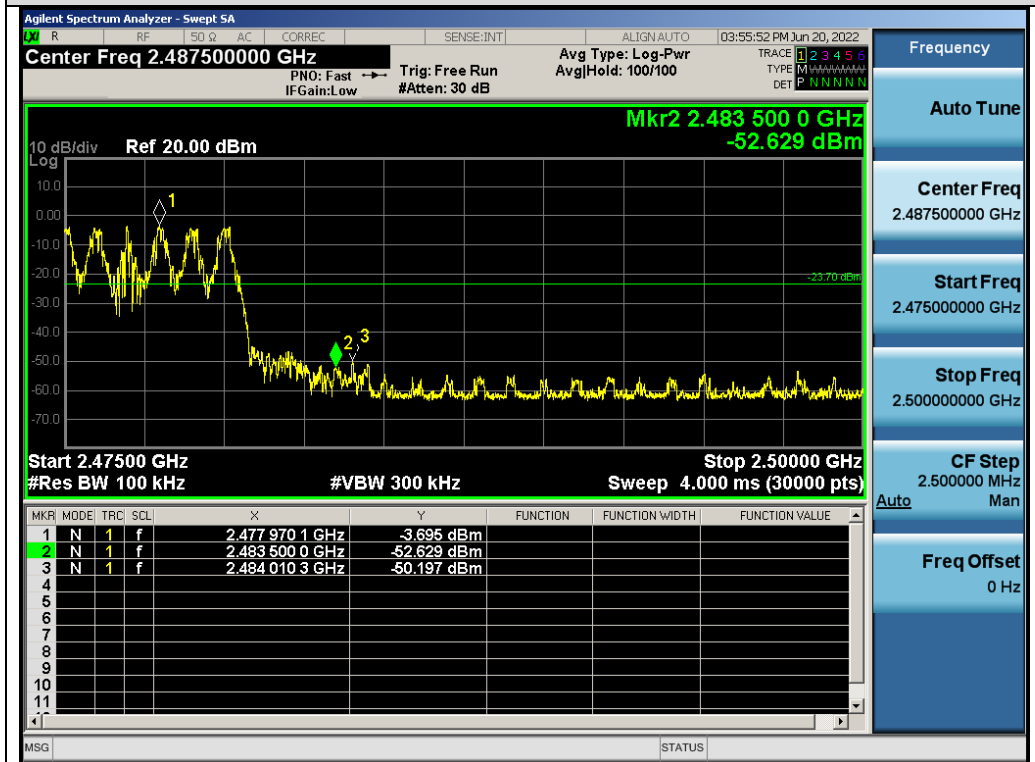 Agilent Spectrum Analyzer - Swept SA
LXI R RF 50 Ω AC CORREC SENSE:INT ALIGN AUTO 03:55:52 PM Jun 20, 2022
Center Freq 2.487500000 GHz
PNO: Fast
IFGain:Low
Trig: Free Run
#Atten: 30 dB
Avg Type: Log-Pwr
Avg|Hold: 100/100
TRACE 1 2 3 4 5 6
TYPE M
DET P N N N N N
Mkr2 2.483 500 0 GHz
-52.629 dBm
10 dB/div Ref 20.00 dBm
Log
10.0
0.00
-10.0
-20.0
-30.0
-40.0
-50.0
-60.0
-70.0
1
2
3
-23.70 dBm
Start 2.47500 GHz Stop 2.50000 GHz
#Res BW 100 kHz #VBW 300 kHz Sweep 4.000 ms (30000 pts)
MKR MODE TRC SCL X Y FUNCTION FUNCTION WIDTH FUNCTION VALUE
1 N 1 f 2.477 970 1 GHz -3.695 dBm
2 N 1 f 2.483 500 0 GHz -52.629 dBm
3 N 1 f 2.484 010 3 GHz -50.197 dBm
4
5
6
7
8
9
10
11
MSG STATUS
Frequency
Auto Tune
Center Freq
2.487500000 GHz
Start Freq
2.475000000 GHz
Stop Freq
2.500000000 GHz
CF Step
2.500000 MHz
Auto Man
Freq Offset
0 Hz